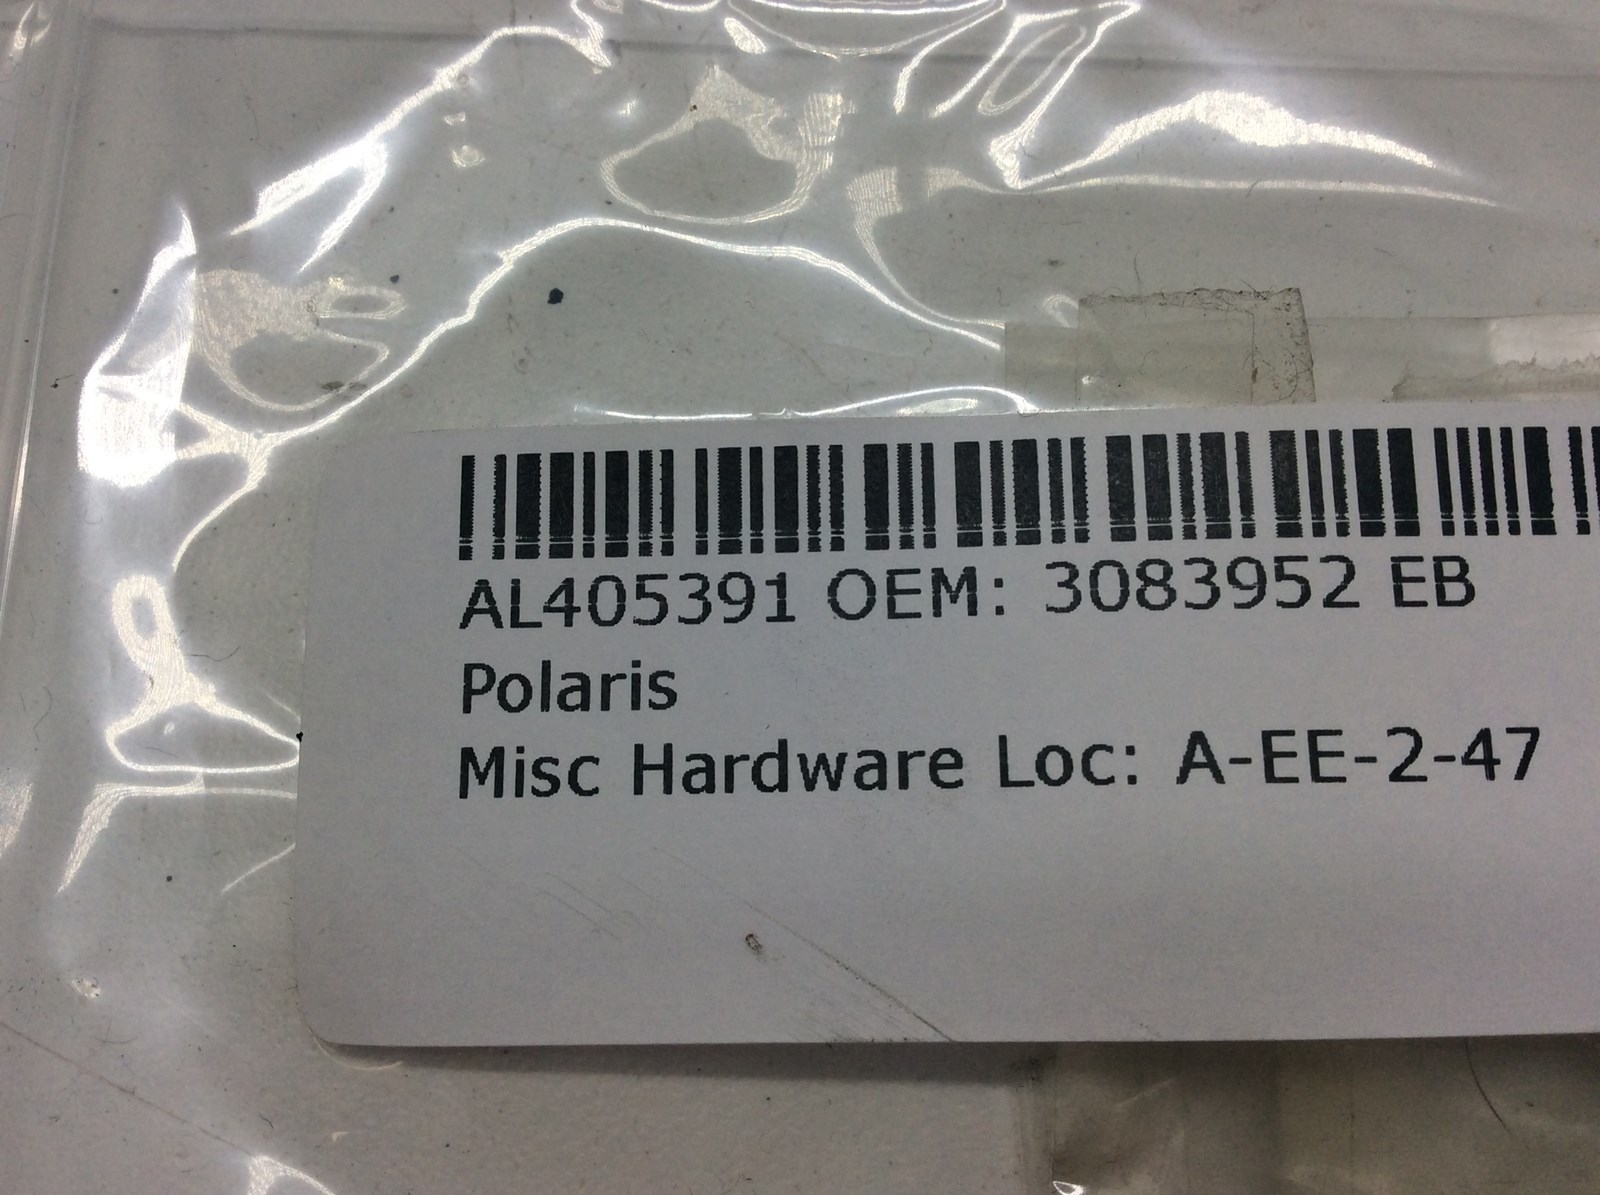 AL405391 OEM: 3083952 EB
Polaris
Misc Hardware Loc: A-EE-2-47